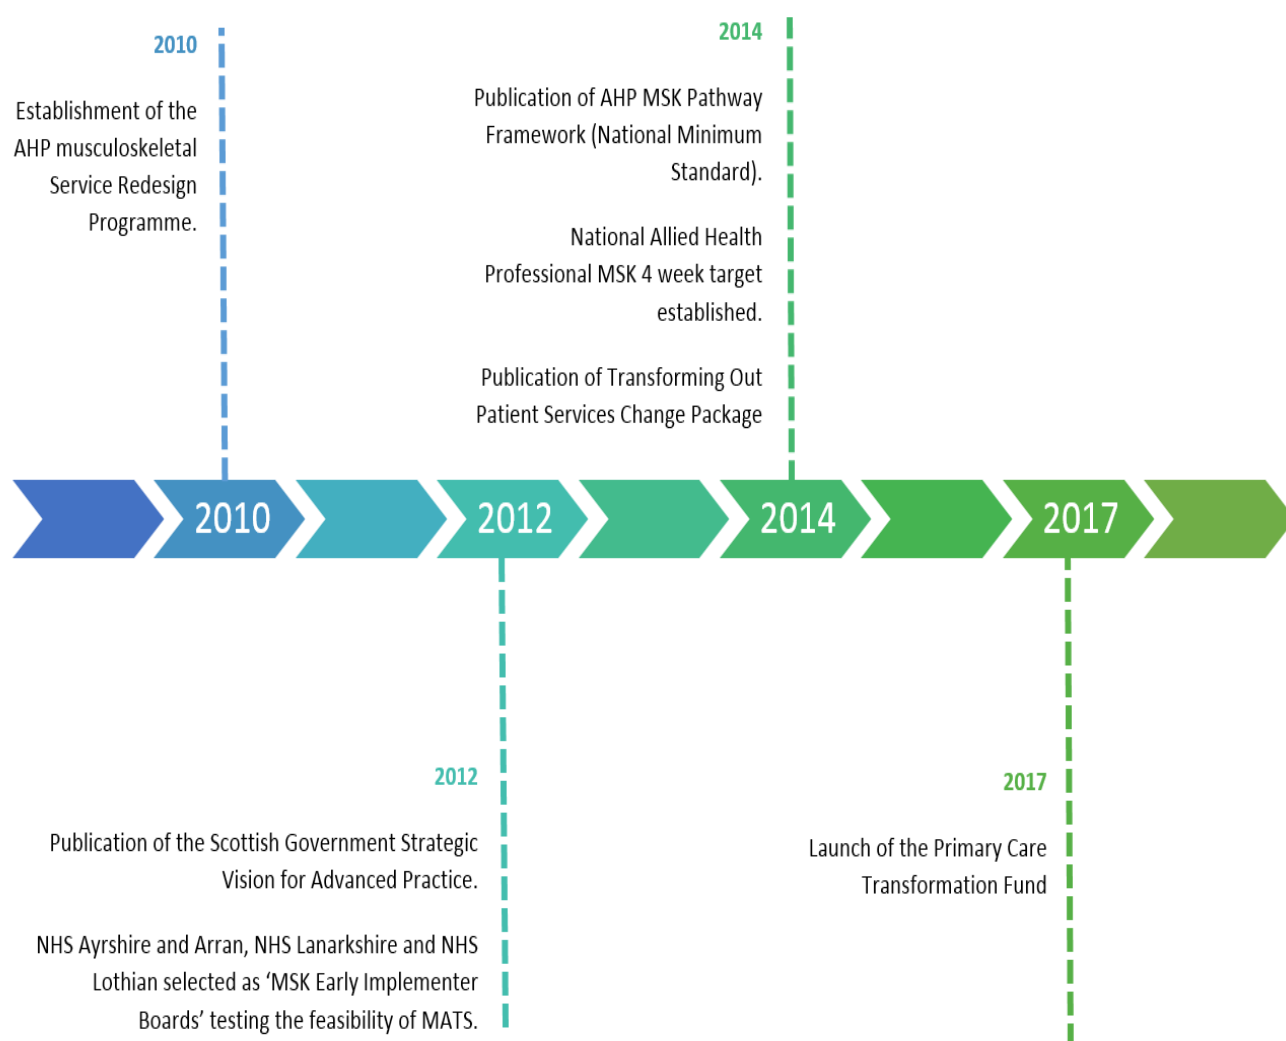 2010
Establishment of the
AHP musculoskeletal
Service Redesign
Programme.
2014
Publication of AHP MSK Pathway
Framework (National Minimum
Standard).
National Allied Health
Professional MSK 4 week target
established.
Publication of Transforming Out
Patient Services Change Package
2010
2012
2014
2017
2012
Publication of the Scottish Government Strategic
Vision for Advanced Practice.
NHS Ayrshire and Arran, NHS Lanarkshire and NHS
Lothian selected as ‘MSK Early Implementer
Boards’ testing the feasibility of MATS.
2017
Launch of the Primary Care
Transformation Fund